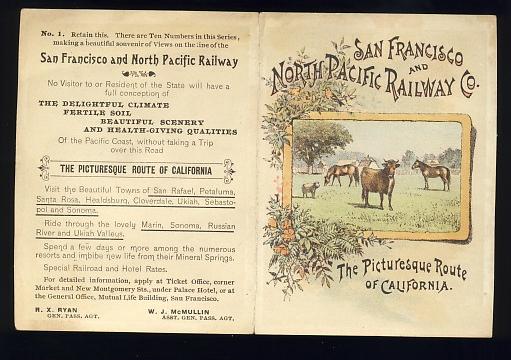 No. 1. Retain this. There are Ten Numbers in this Series,
making a beautiful souvenir of Views on the line of the
San Francisco and North Pacific Railway
No Visitor to or Resident of the State will have a
full conception of
THE DELIGHTFUL CLIMATE
FERTILE SOIL
BEAUTIFUL SCENERY
AND HEALTH-GIVING QUALITIES
Of the Pacific Coast, without taking a Trip
over this Road
THE PICTURESQUE ROUTE OF CALIFORNIA
Visit the Beautiful Towns of San Rafael, Petaluma,
Santa Rosa, Healdsburg, Cloverdale, Ukiah, Sebasto-
pol and Sonoma.
Ride through the lovely Marin, Sonoma, Russian
River and Ukiah Valleys.
Spend a few days or more among the numerous
resorts and imbibe new life from their Mineral Springs.
Special Railroad and Hotel Rates.
For detailed information, apply at Ticket Office, corner
Market and New Montgomery Sts., under Palace Hotel, or at
the General Office, Mutual Life Building, San Francisco.
R. X. RYAN W. J. McMULLIN
GEN. PASS. AGT. ASST. GEN. PASS. AGT.
SAN FRANCISCO
AND
NORTH PACIFIC RAILWAY CO.
The Picturesque Route
OF CALIFORNIA.